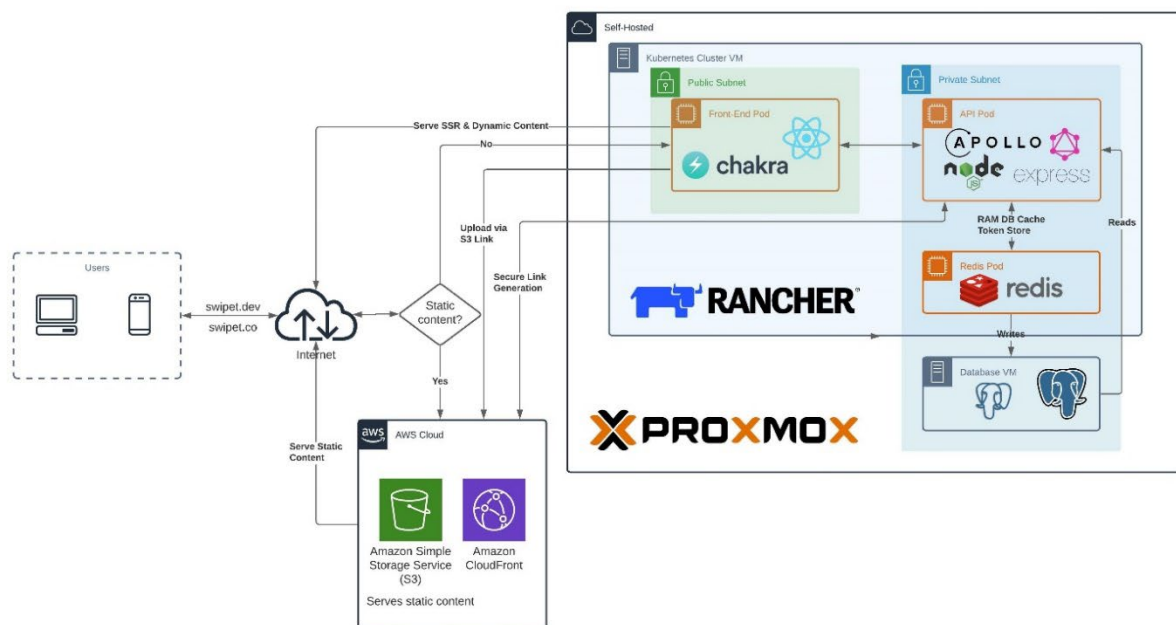 Self-Hosted
Kubernetes Cluster VM
Public Subnet
Private Subnet
Front-End Pod
API Pod
chakra
APOLLO
node
JS
express
Serve SSR & Dynamic Content
No
RAM DB Cache
Token Store
Reads
Upload via
S3 Link
Secure Link
Generation
Redis Pod
redis
RANCHER®
Writes
Database VM
PROXMOX
Users
swipet.dev
swipet.co
Internet
Static
content?
Yes
Serve Static
Content
aws
AWS Cloud
Amazon Simple
Storage Service
(S3)
Amazon
CloudFront
Serves static content